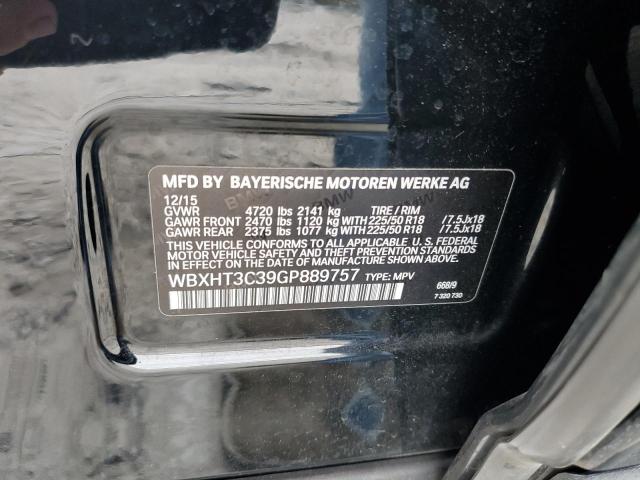 MFD BY BAYERISCHE MOTOREN WERKE AG
12/15
GVWR 4720 lbs 2141 kg TIRE / RIM
GAWR FRONT 2470 lbs 1120 kg WITH 225/50 R18 /7.5Jx18
GAWR REAR 2375 lbs 1077 kg WITH 225/50 R18 /7.5Jx18
THIS VEHICLE CONFORMS TO ALL APPLICABLE U.S. FEDERAL
MOTOR VEHICLE SAFETY AND THEFT PREVENTION STANDARDS
IN EFFECT ON THE DATE OF MANUFACTURE SHOWN ABOVE.
WBXHT3C39GP889757 TYPE: MPV
668/9
7 320 730